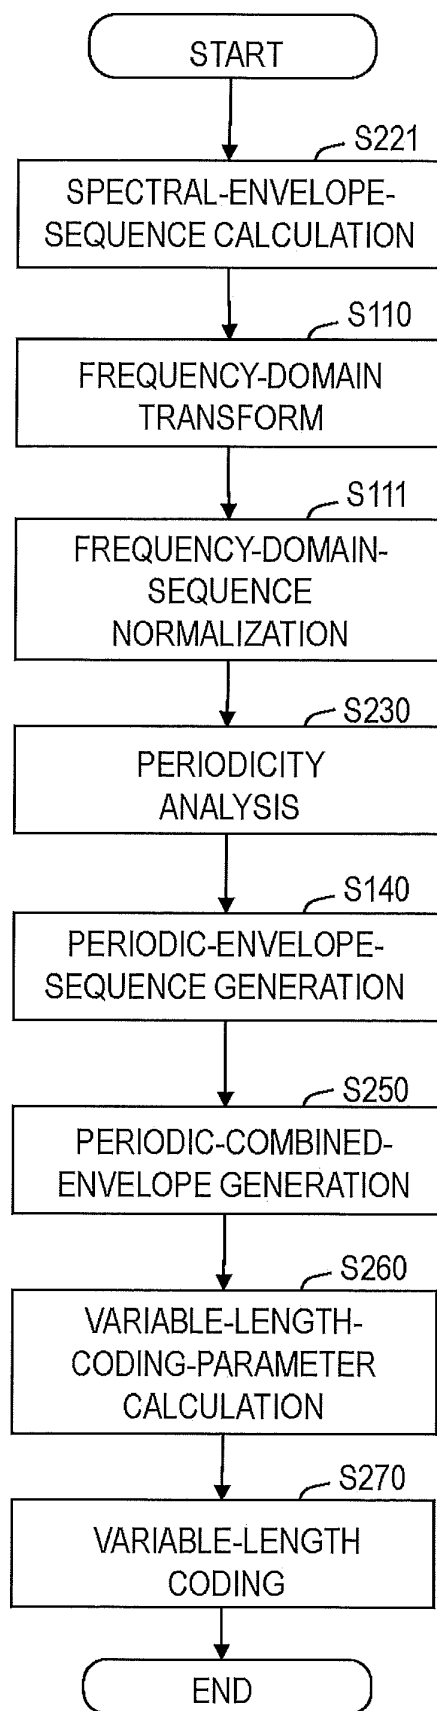 START
S221
SPECTRAL-ENVELOPE-
SEQUENCE CALCULATION
S110
FREQUENCY-DOMAIN
TRANSFORM
S111
FREQUENCY-DOMAIN-
SEQUENCE
NORMALIZATION
S230
PERIODICITY
ANALYSIS
S140
PERIODIC-ENVELOPE-
SEQUENCE GENERATION
S250
PERIODIC-COMBINED-
ENVELOPE GENERATION
S260
VARIABLE-LENGTH-
CODING-PARAMETER
CALCULATION
S270
VARIABLE-LENGTH
CODING
END